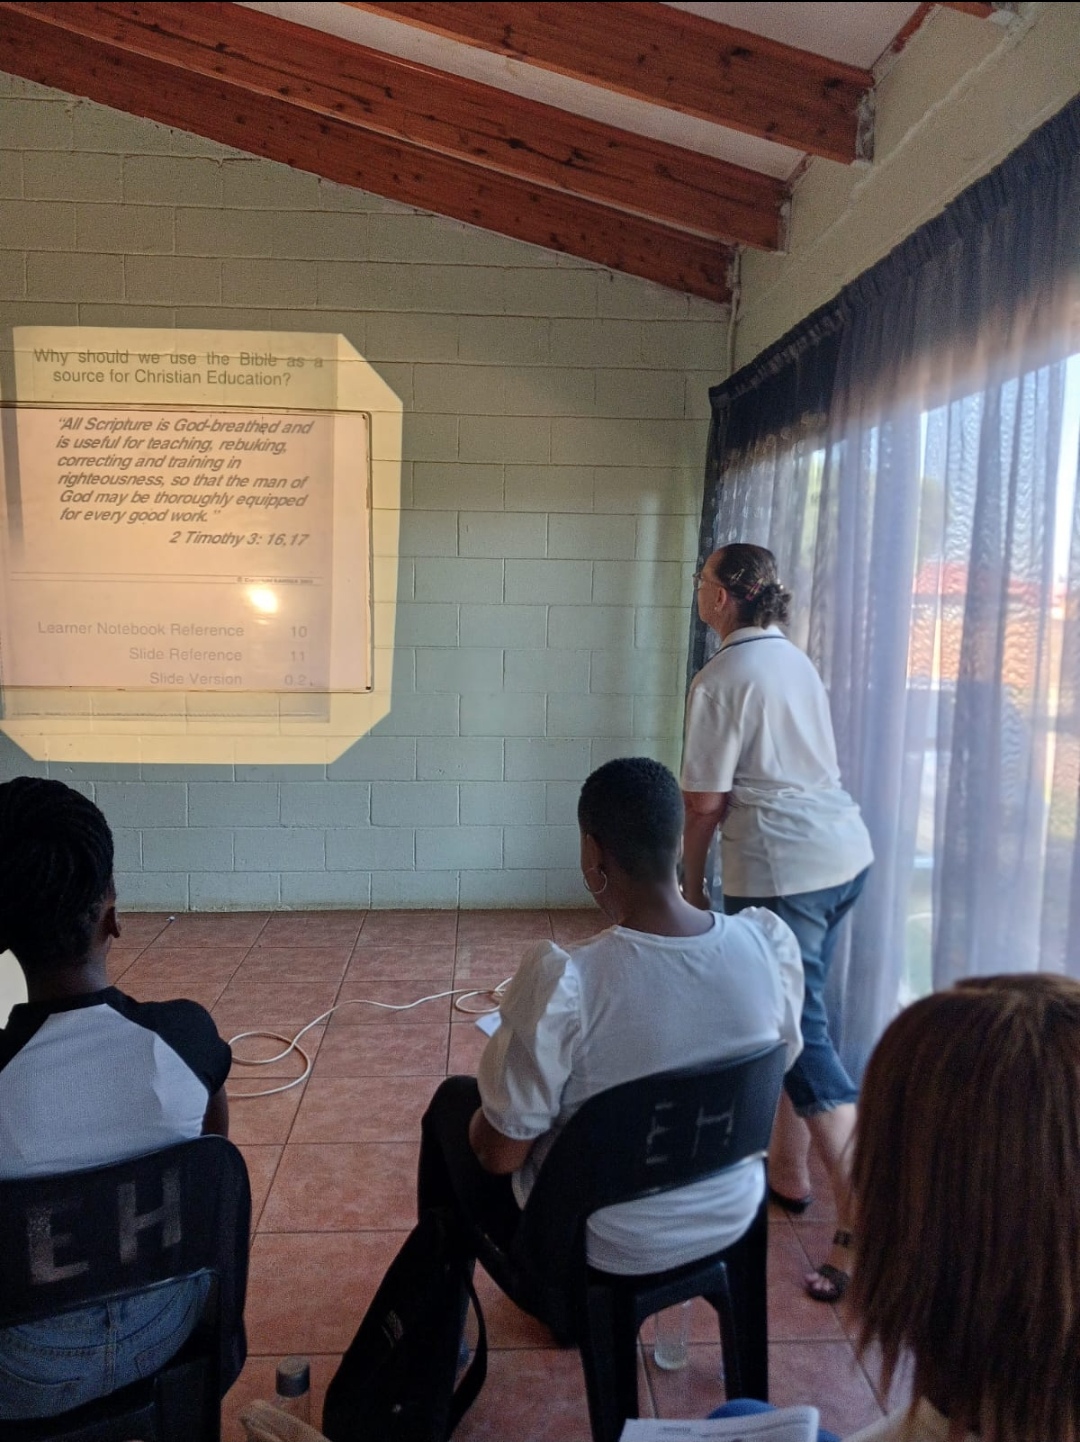 Why should we use the Bible as a
source for Christian Education?
“All Scripture is God-breathed and
is useful for teaching, rebuking,
correcting and training in
righteousness, so that the man of
God may be thoroughly equipped
for every good work.”
2 Timothy 3: 16,17
Learner Notebook Reference 10
Slide Reference 11
Slide Version 0.2
EH
EH